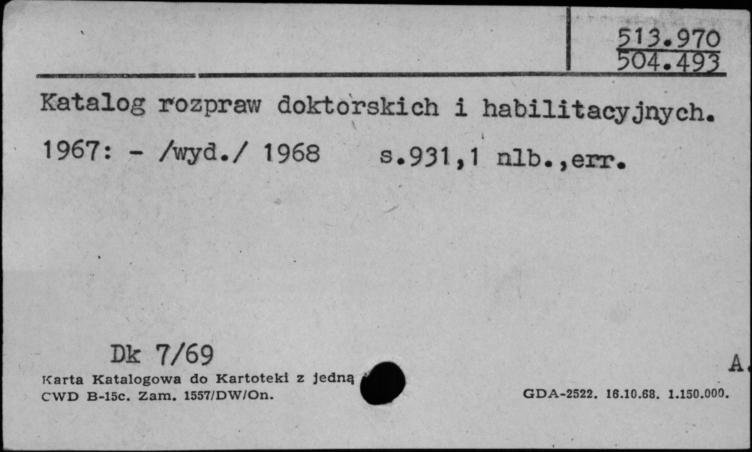 513.970
504.493
Katalog rozpraw doktorskich i habilitacyjnych.
1967: - /wyd./ 1968 s.931,1 nlb.,err.
Dk 7/69
A.
Karta Katalogowa do Kartoteki z jedną
CWD B-15c. Zam. 1557/DW/On.
GDA-2522. 16.10.68. 1.150.000.